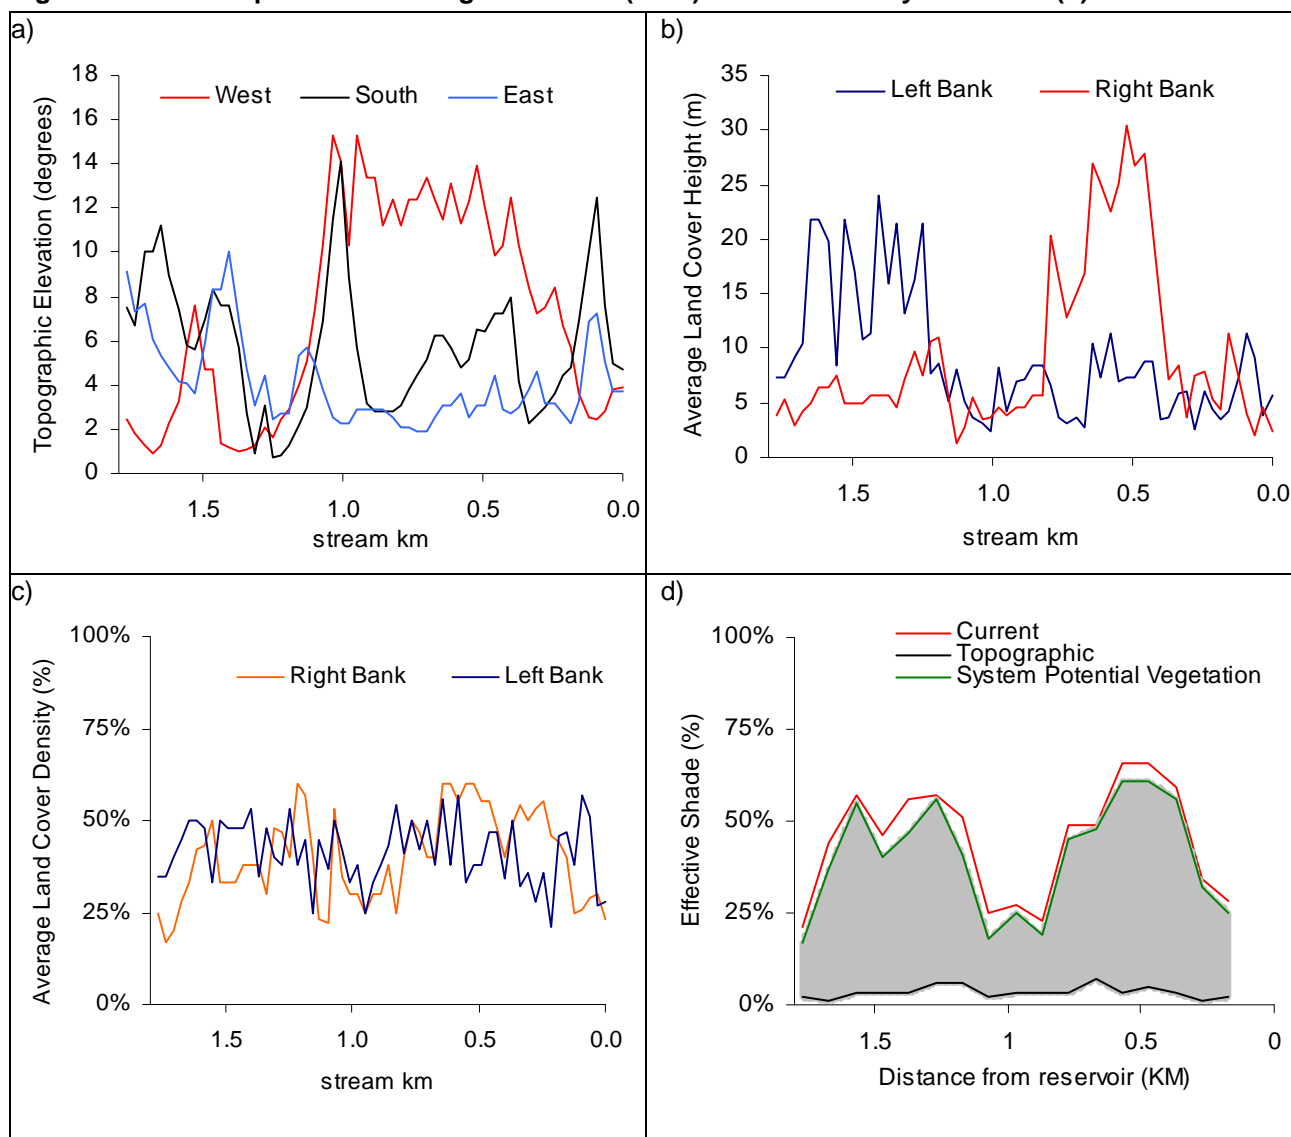 a)
18
16
14
12
10
8
6
4
2
0
Topographic Elevation (degrees)
West South East
1.5 1.0 0.5 0.0
stream km
b)
35
30
25
20
15
10
5
0
Average Land Cover Height (m)
Left Bank Right Bank
1.5 1.0 0.5 0.0
stream km
c)
100%
75%
50%
25%
0%
Average Land Cover Density (%)
Right Bank Left Bank
1.5 1.0 0.5 0.0
stream km
d)
100%
75%
50%
25%
0%
Effective Shade (%)
Current
Topographic
System Potential Vegetation
1.5 1 0.5 0
Distance from reservoir (KM)